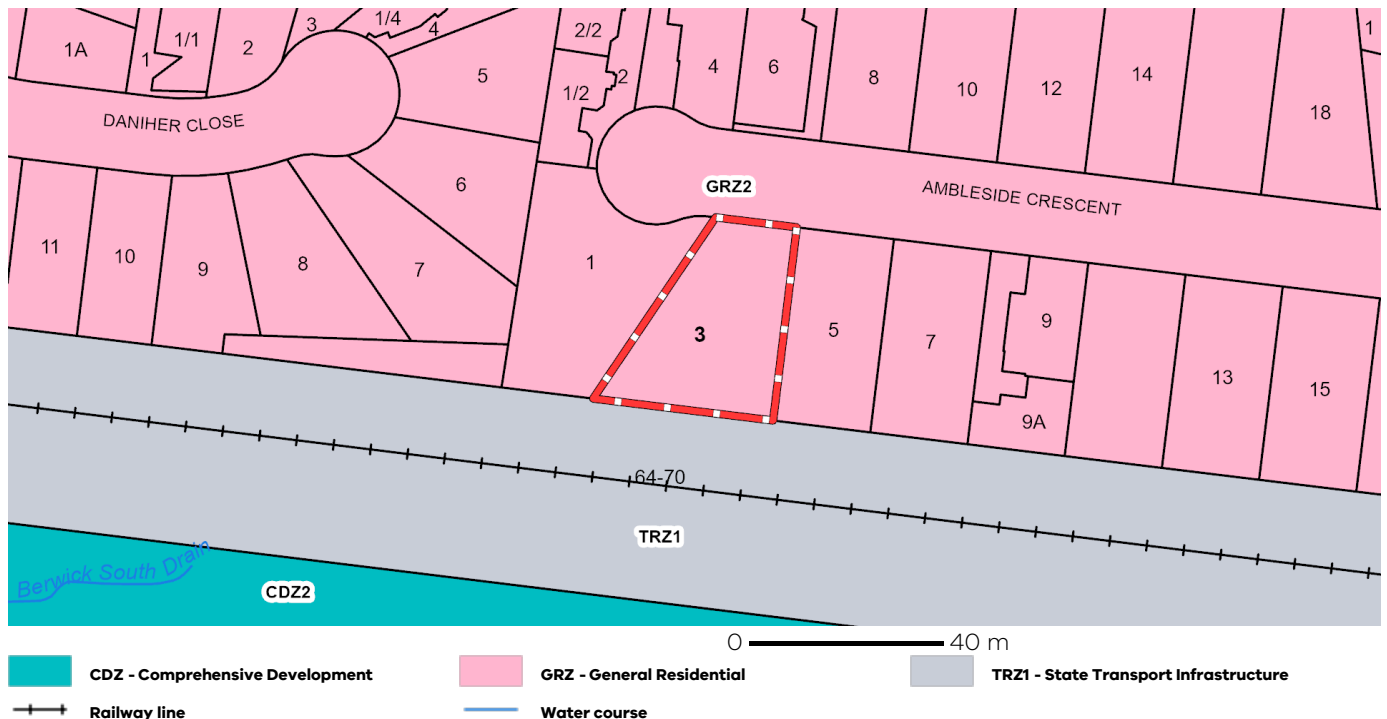 1A
1
1/1
2
3
1/4
4
5
2/2
1/2
2
4
6
8
10
12
14
18
1
DANIHER CLOSE
AMBLESIDE CRESCENT
GRZ2
6
11
10
9
8
7
1
3
5
7
9
9A
13
15
64-70
TRZ1
Berwick South Drain
CDZ2
0 40 m
CDZ - Comprehensive Development
GRZ - General Residential
TRZ1 - State Transport Infrastructure
Railway line
Water course